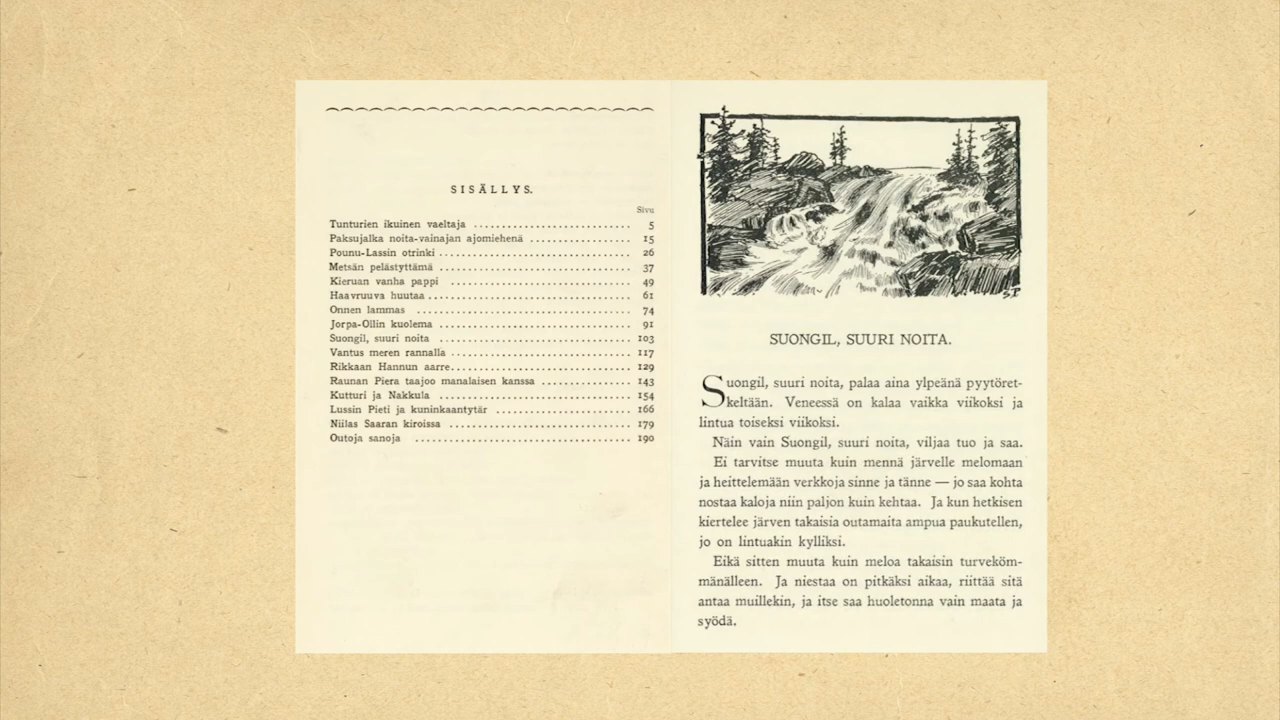 SISÄLLYS.
Sivu
Tunturien ikuinen vaeltaja 5
Paksujalka noita-vainajan ajomiehenä 15
Pounu-Lassin otrinki 26
Metsän pelästyttämä 37
Kieruan vanha pappi 49
Haavruuva huutaa 61
Onnen lammas 74
Jorpa-Ollin kuolema 91
Suongil, suuri noita 103
Vantus meren rannalla 117
Rikkaan Hannun aarre 129
Raunan Piera taajoo manalaisen kanssa 143
Kutturi ja Nakkula 154
Lussin Pieti ja kuninkaantytär 166
Niilas Saaran kiroissa 179
Outoja sanoja 190
SP
SUONGIL, SUURI NOITA.
Suongil, suuri noita, palaa aina ylpeänä pyytöret-
keltään. Veneessä on kalaa vaikka viikoksi ja
lintua toiseksi viikoksi.
Näin vain Suongil, suuri noita, viljaa tuo ja saa.
Ei tarvitse muuta kuin mennä järvelle melomaan
ja heittelemään verkkoja sinne ja tänne — jo saa kohta
nostaa kaloja niin paljon kuin kehtaa. Ja kun hetkisen
kiertelee järven takaisia outamaita ampua paukutellen,
jo on lintuakin kylliksi.
Eikä sitten muuta kuin meloa takaisin turveköm-
mänälleen. Ja niestaa on pitkäksi aikaa, riittää sitä
antaa muillekin, ja itse saa huoletonna vain maata ja
syödä.